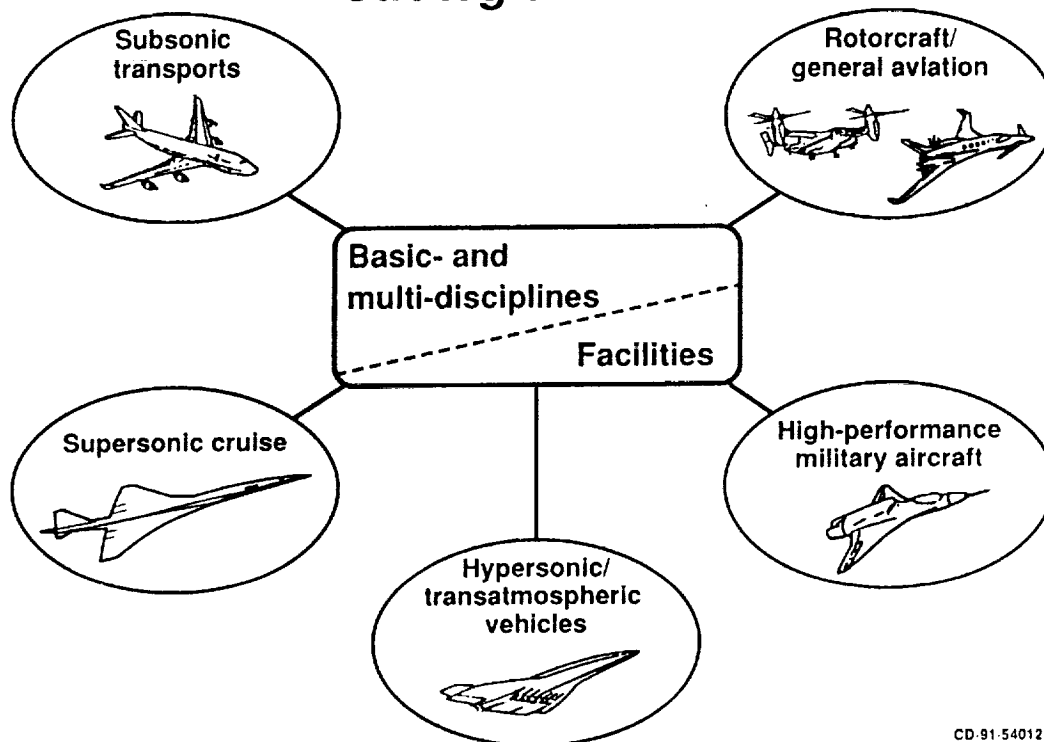 Subsonic
transports
Rotorcraft/
general aviation
Basic- and
multi-disciplines
Facilities
Supersonic cruise
High-performance
military aircraft
Hypersonic/
transatmospheric
vehicles
CD-91-54012